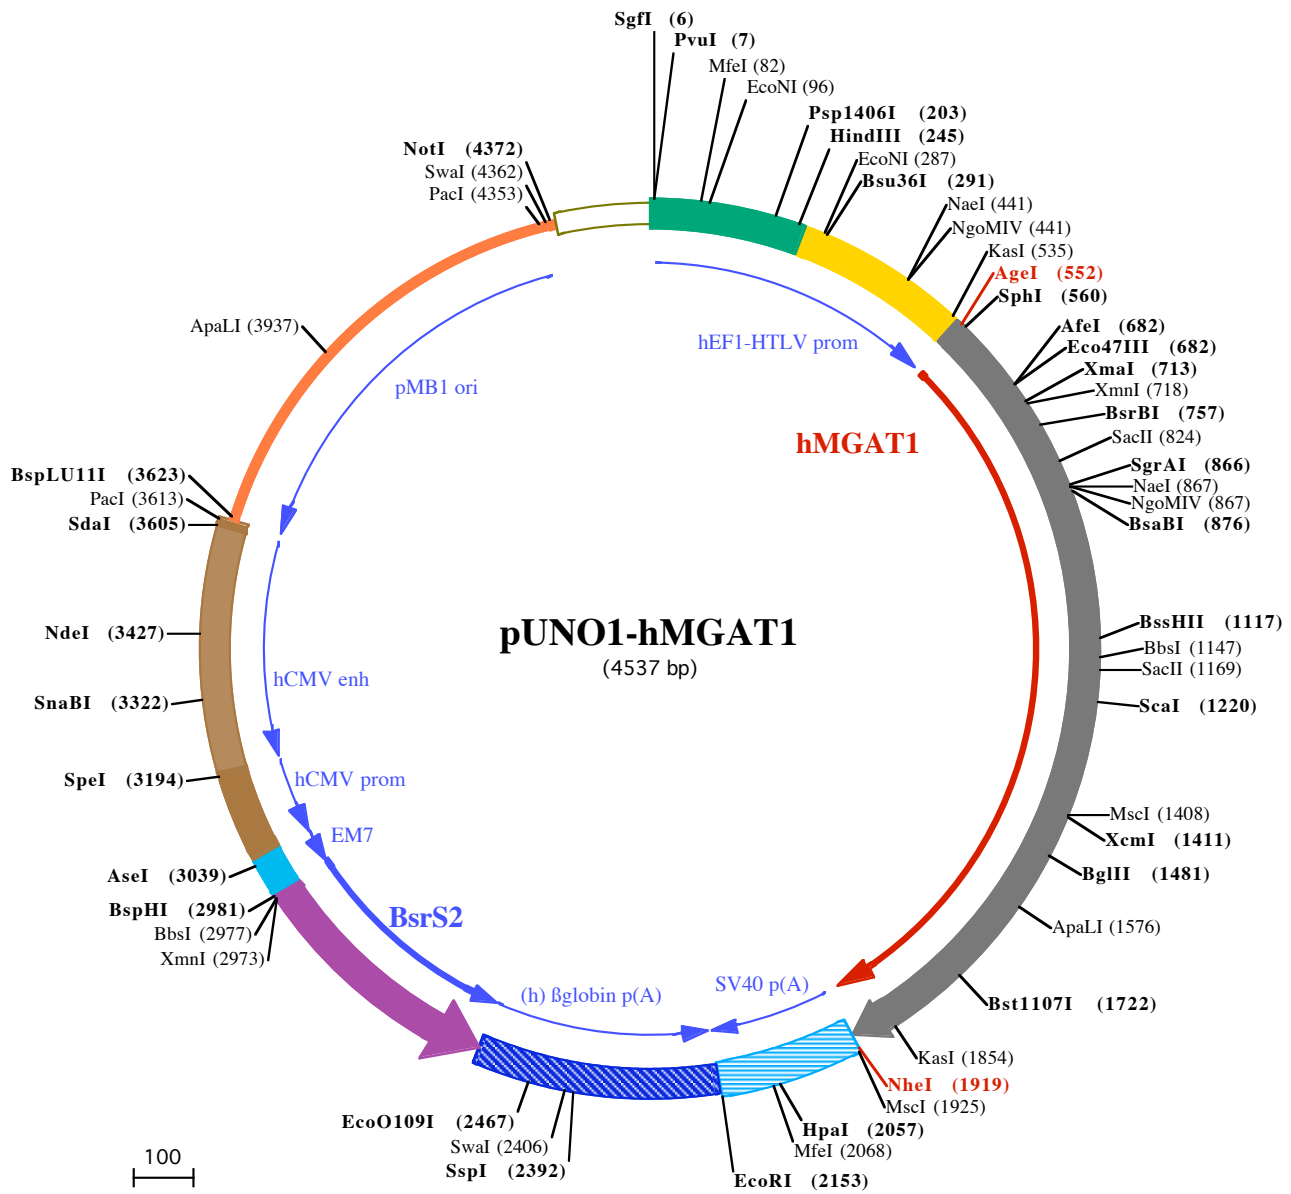 SgfI (6)
PvuI (7)
MfeI (82)
EcoNI (96)
Psp1406I (203)
HindIII (245)
EcoNI (287)
Bsu36I (291)
NaeI (441)
NgoMIV (441)
KasI (535)
AgeI (552)
SphI (560)
AfeI (682)
Eco47III (682)
XmaI (713)
XmnI (718)
BsrBI (757)
SacII (824)
SgrAI (866)
NaeI (867)
NgoMIV (867)
BsaBI (876)
BssHII (1117)
BbsI (1147)
SacII (1169)
ScaI (1220)
MscI (1408)
XcmI (1411)
BglII (1481)
ApaLI (1576)
Bst1107I (1722)
KasI (1854)
NheI (1919)
MscI (1925)
HpaI (2057)
MfeI (2068)
EcoRI (2153)
SspI (2392)
SwaI (2406)
EcoO109I (2467)
XmnI (2973)
BbsI (2977)
BspHI (2981)
AseI (3039)
SpeI (3194)
SnaBI (3322)
NdeI (3427)
SdaI (3605)
PacI (3613)
BspLU11I (3623)
ApaLI (3937)
PacI (4353)
SwaI (4362)
NotI (4372)
hEF1-HTLV prom
hMGAT1
SV40 p(A)
(h) ßglobin p(A)
BsrS2
EM7
hCMV prom
hCMV enh
pMB1 ori
pUNO1-hMGAT1
(4537 bp)
100